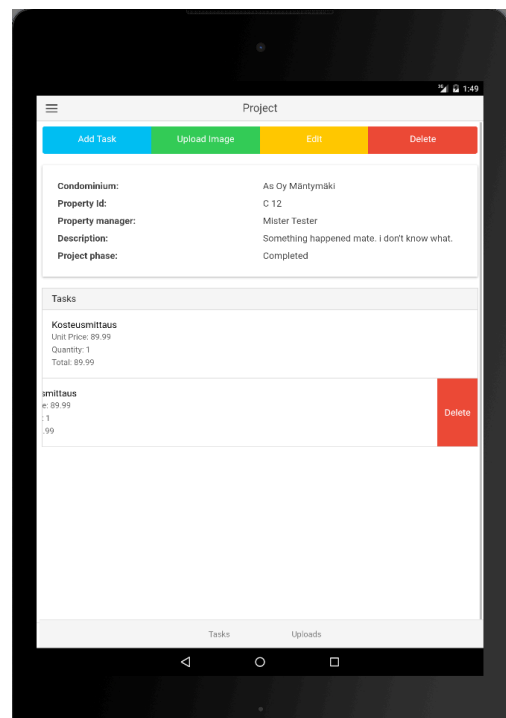 3G 1:49
Project
Add Task Upload Image Edit Delete
Condominium: As Oy Mäntymäki
Property Id: C 12
Property manager: Mister Tester
Description: Something happened mate. i don't know what.
Project phase: Completed
Tasks
Kosteusmittaus
Unit Price: 89.99
Quantity: 1
Total: 89.99
smittaus
e: 89.99
: 1
.99
Delete
Tasks Uploads